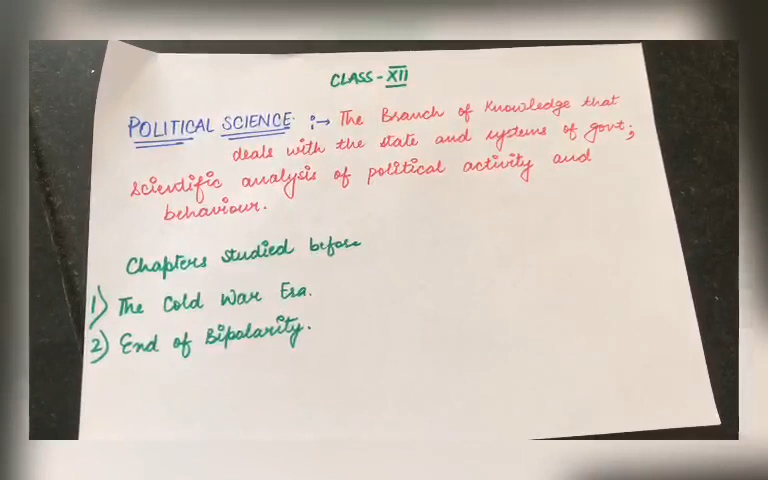 CLASS - XII
POLITICAL SCIENCE :→ The Branch of Knowledge that
deals with the state and systems of govt;
scientific analysis of political activity and
behaviour.
Chapters studied before
1) The Cold War Era.
2) End of Bipolarity.